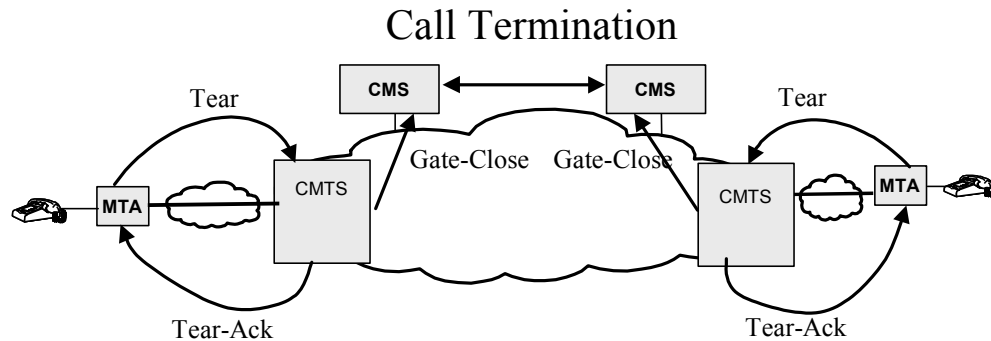 Call Termination
CMS
CMS
Tear
Tear
Gate-Close
Gate-Close
CMTS
CMTS
MTA
MTA
Tear-Ack
Tear-Ack